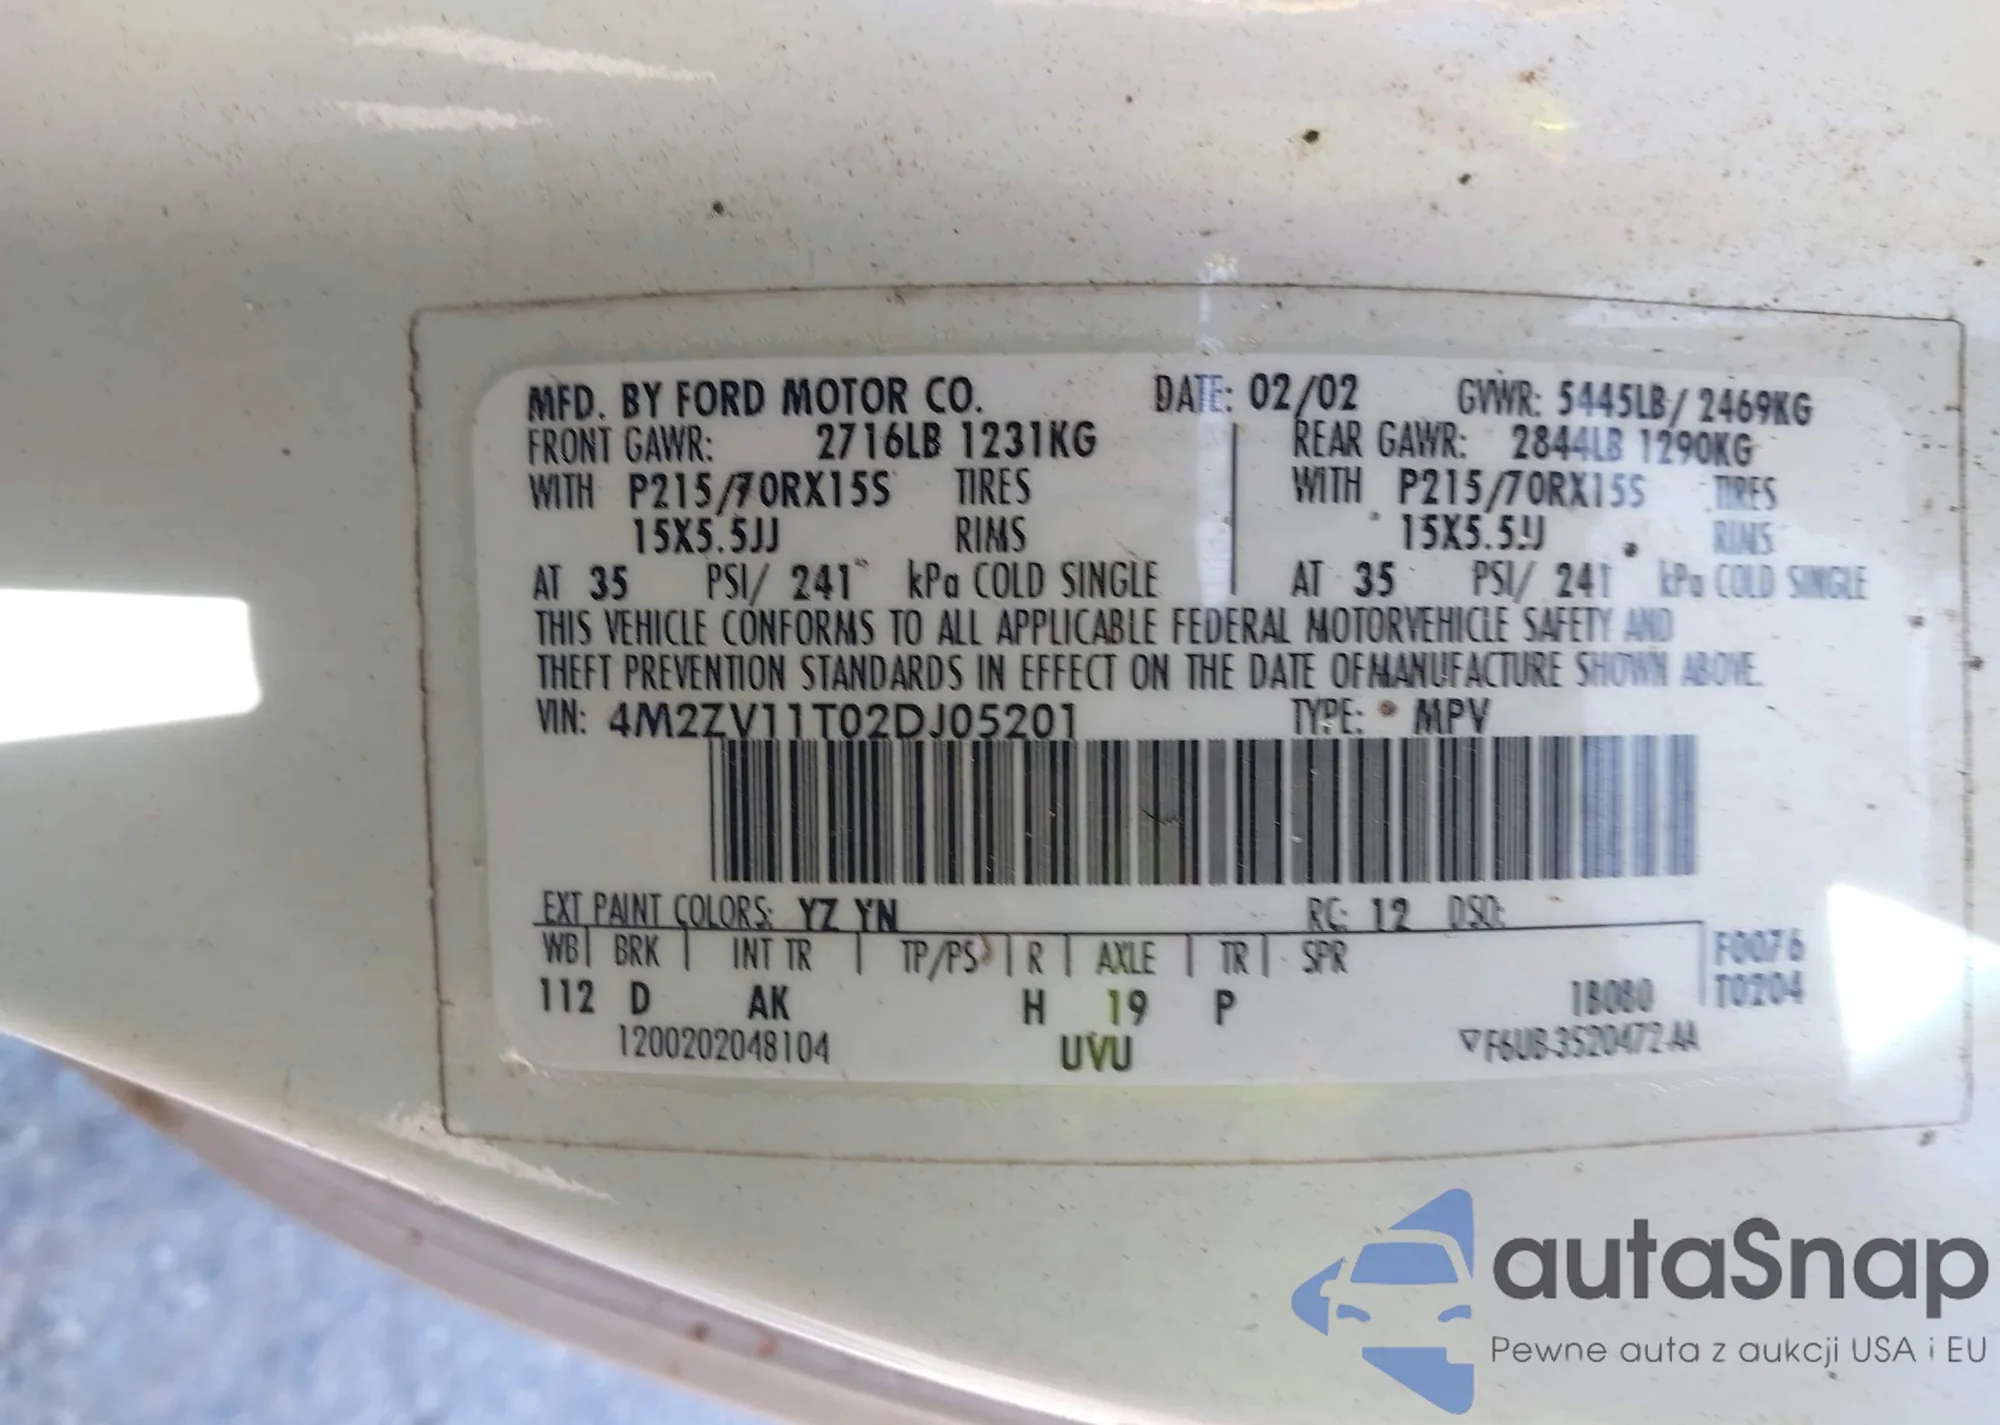 MFD. BY FORD MOTOR CO. DATE: 02/02 GVWR: 5445LB/ 2469KG
FRONT GAWR: 2716LB 1231KG REAR GAWR: 2844LB 1290KG
WITH P215/70RX15S TIRES WITH P215/70RX15S TIRES
15X5.5JJ RIMS 15X5.5JJ RIMS
AT 35 PSI/ 241 kPa COLD SINGLE AT 35 PSI/ 241 kPa COLD SINGLE
THIS VEHICLE CONFORMS TO ALL APPLICABLE FEDERAL MOTORVEHICLE SAFETY AND
THEFT PREVENTION STANDARDS IN EFFECT ON THE DATE OFMANUFACTURE SHOWN ABOVE.
VIN: 4M2ZV11T02DJ05201 TYPE: MPV
EXT PAINT COLORS: YZ YN RC: 12 DSO:
WB BRK INT TR TP/PS R AXLE TR SPR F0076
112 D AK H 19 P 1B0B0 T0204
1200202048104 UVU ▽F6UB-3520472-AA
autaSnap
Pewne auta z aukcji USA i EU